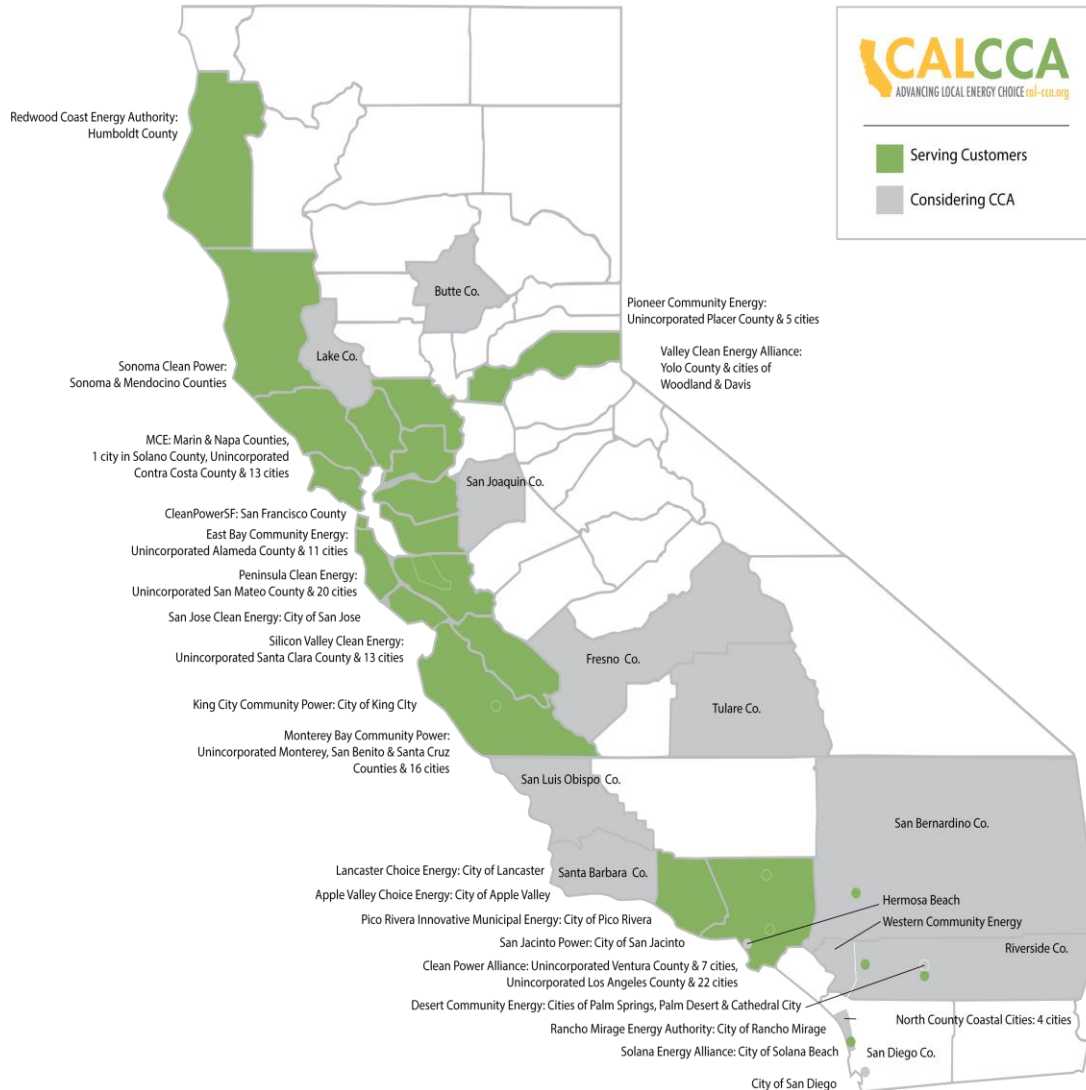 CALCCA
ADVANCING LOCAL ENERGY CHOICE cal-cca.org
Serving Customers
Considering CCA
Redwood Coast Energy Authority:
Humboldt County
Butte Co.
Pioneer Community Energy:
Unincorporated Placer County & 5 cities
Lake Co.
Valley Clean Energy Alliance:
Yolo County & cities of
Woodland & Davis
Sonoma Clean Power:
Sonoma & Mendocino Counties
MCE: Marin & Napa Counties,
1 city in Solano County, Unincorporated
Contra Costa County & 13 cities
San Joaquin Co.
CleanPowerSF: San Francisco County
East Bay Community Energy:
Unincorporated Alameda County & 11 cities
Peninsula Clean Energy:
Unincorporated San Mateo County & 20 cities
San Jose Clean Energy: City of San Jose
Silicon Valley Clean Energy:
Unincorporated Santa Clara County & 13 cities
Fresno Co.
King City Community Power: City of King CIty
Tulare Co.
Monterey Bay Community Power:
Unincorporated Monterey, San Benito & Santa Cruz
Counties & 16 cities
San Luis Obispo Co.
San Bernardino Co.
Lancaster Choice Energy: City of Lancaster
Santa Barbara Co.
Apple Valley Choice Energy: City of Apple Valley
Hermosa Beach
Pico Rivera Innovative Municipal Energy: City of Pico Rivera
Western Community Energy
San Jacinto Power: City of San Jacinto
Riverside Co.
Clean Power Alliance: Unincorporated Ventura County & 7 cities,
Unincorporated Los Angeles County & 22 cities
Desert Community Energy: Cities of Palm Springs, Palm Desert & Cathedral City
North County Coastal Cities: 4 cities
Rancho Mirage Energy Authority: City of Rancho Mirage
Solana Energy Alliance: City of Solana Beach
San Diego Co.
City of San Diego